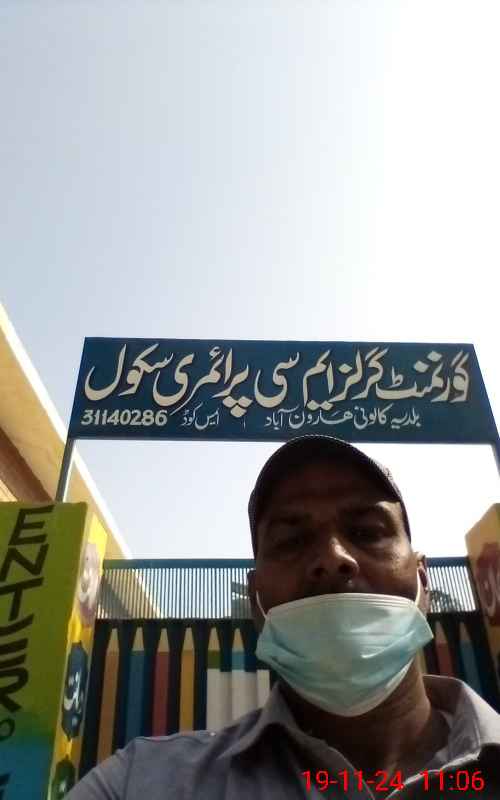 گورنمنٹ گرلز ایم سی پرائمری سکول
بلدیہ کالونی ھارون آباد ، ایس کوڈ 31140286
ENTER
ت
19-11-24 11:06